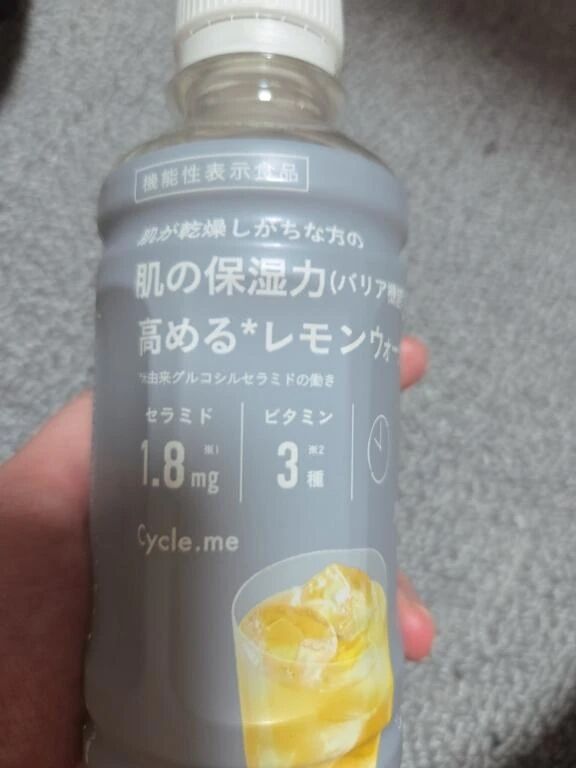 機能性表示食品
肌が乾燥しがちな方の
肌の保湿力(バリア機能
高める*レモンウォー
由来グルコシルセラミドの働き
セラミド
ビタミン
1.8mg ※1
3種 ※2
Cycle.me